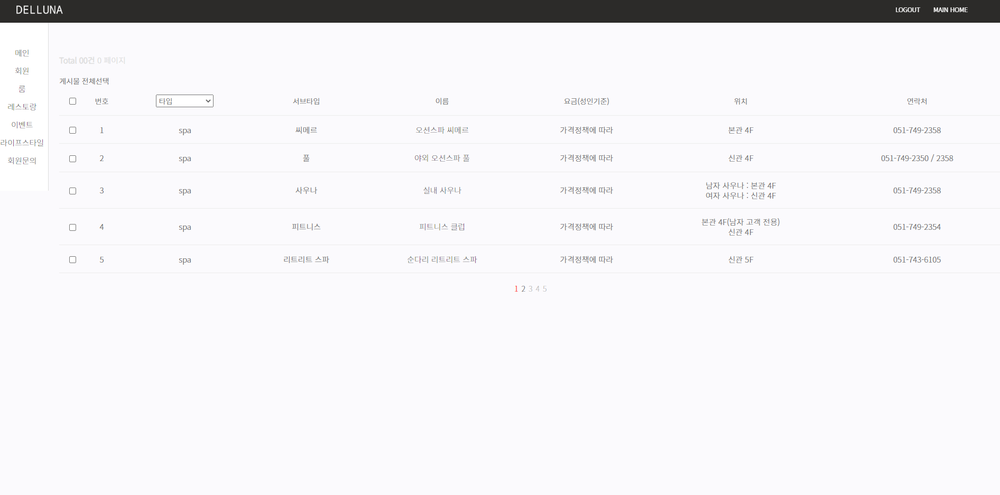 DELLUNA LOGOUT MAIN HOME
메인
회원
룸
레스토랑
이벤트
라이프스타일
회원문의
Total 00건 0 페이지
게시물 전체선택
번호 타입 서브타입 이름 요금(성인기준) 위치 연락처
1 spa 씨메르 오션스파 씨메르 가격정책에 따라 본관 4F 051-749-2358
2 spa 풀 야외 오션스파 풀 가격정책에 따라 신관 4F 051-749-2350 / 2358
3 spa 사우나 실내 사우나 가격정책에 따라 남자 사우나 : 본관 4F 051-749-2358
여자 사우나 : 신관 4F
4 spa 피트니스 피트니스 클럽 가격정책에 따라 본관 4F(남자 고객 전용) 051-749-2354
신관 4F
5 spa 리트리트 스파 순다리 리트리트 스파 가격정책에 따라 신관 5F 051-743-6105
1 2 3 4 5